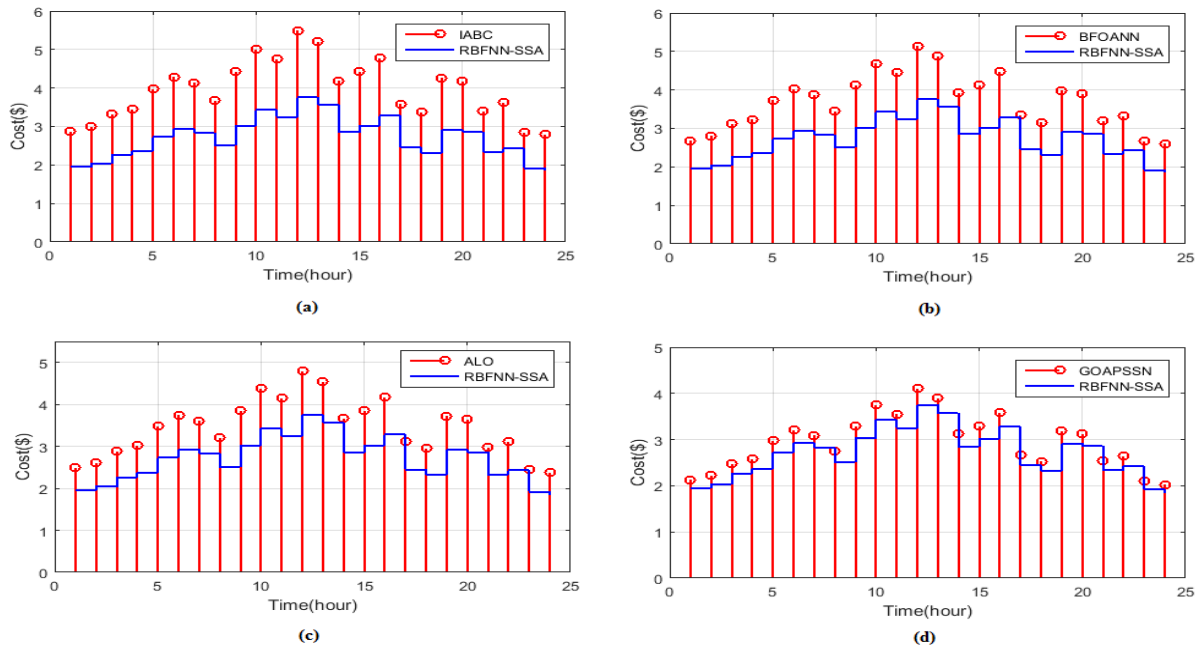 6
5
4
3
2
1
0
Cost($)
IABC
RBFNN-SSA
0 5 10 15 20 25
Time(hour)
(a)
6
5
4
3
2
1
0
Cost($)
BFOANN
RBFNN-SSA
0 5 10 15 20 25
Time(hour)
(b)
5
4
3
2
1
0
Cost($)
ALO
RBFNN-SSA
0 5 10 15 20 25
Time(hour)
(c)
5
4
3
2
1
0
Cost($)
GOAPSSN
RBFNN-SSA
0 5 10 15 20 25
Time(hour)
(d)